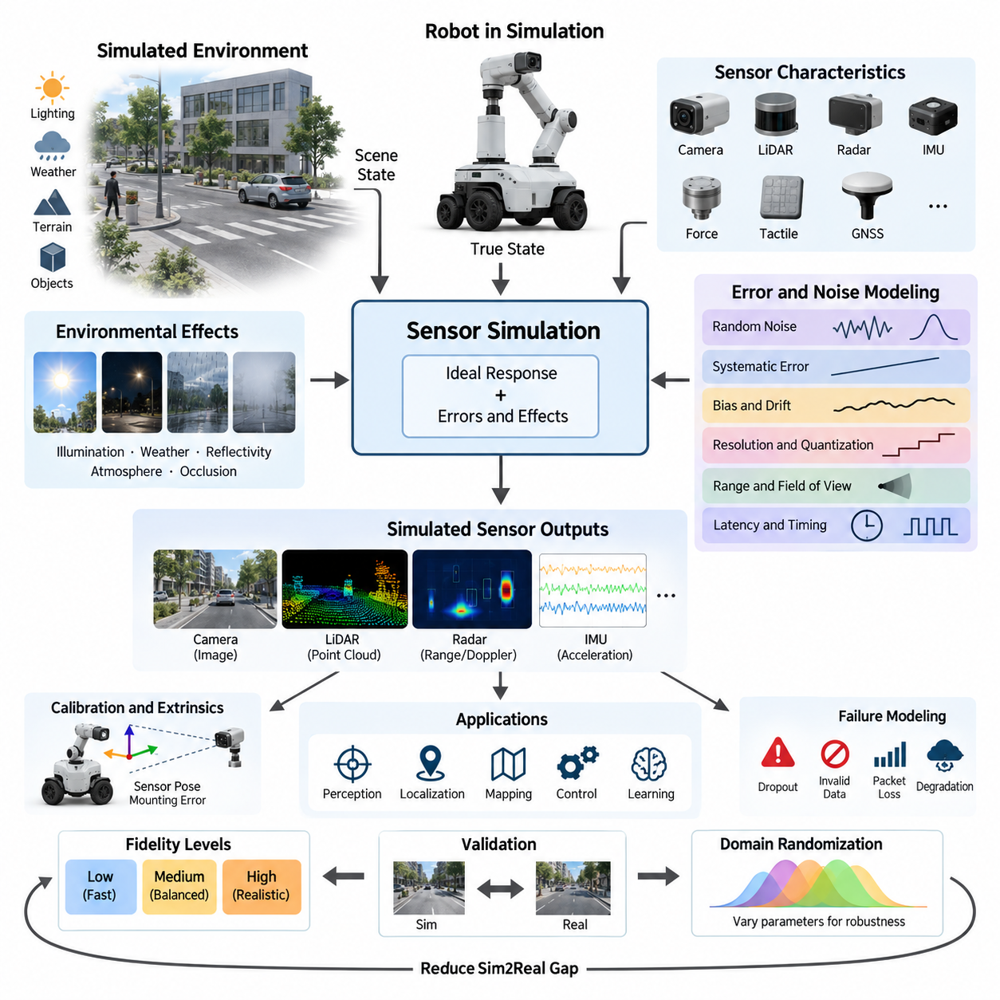 Robot in Simulation
Simulated Environment
Lighting
Weather
Terrain
Objects
Scene
State
True State
Sensor Characteristics
Camera
LiDAR
Radar
IMU
Force
Tactile
GNSS
...
Environmental Effects
Illumination · Weather · Reflectivity
Atmosphere · Occlusion
Sensor Simulation
Ideal Response
+
Errors and Effects
Error and Noise Modeling
Random Noise
Systematic Error
Bias and Drift
Resolution and Quantization
Range and Field of View
Latency and Timing
Simulated Sensor Outputs
Camera
(Image)
LiDAR
(Point Cloud)
Radar
(Range/Doppler)
IMU
(Acceleration)
...
Calibration and Extrinsics
Sensor Pose
Mounting Error
Applications
Perception
Localization
Mapping
Control
Learning
Failure Modeling
Dropout
Invalid
Data
Packet
Loss
Degradation
Fidelity Levels
Low
(Fast)
Medium
(Balanced)
High
(Realistic)
Validation
Sim
Real
Domain Randomization
Vary parameters for robustness
Reduce Sim2Real Gap